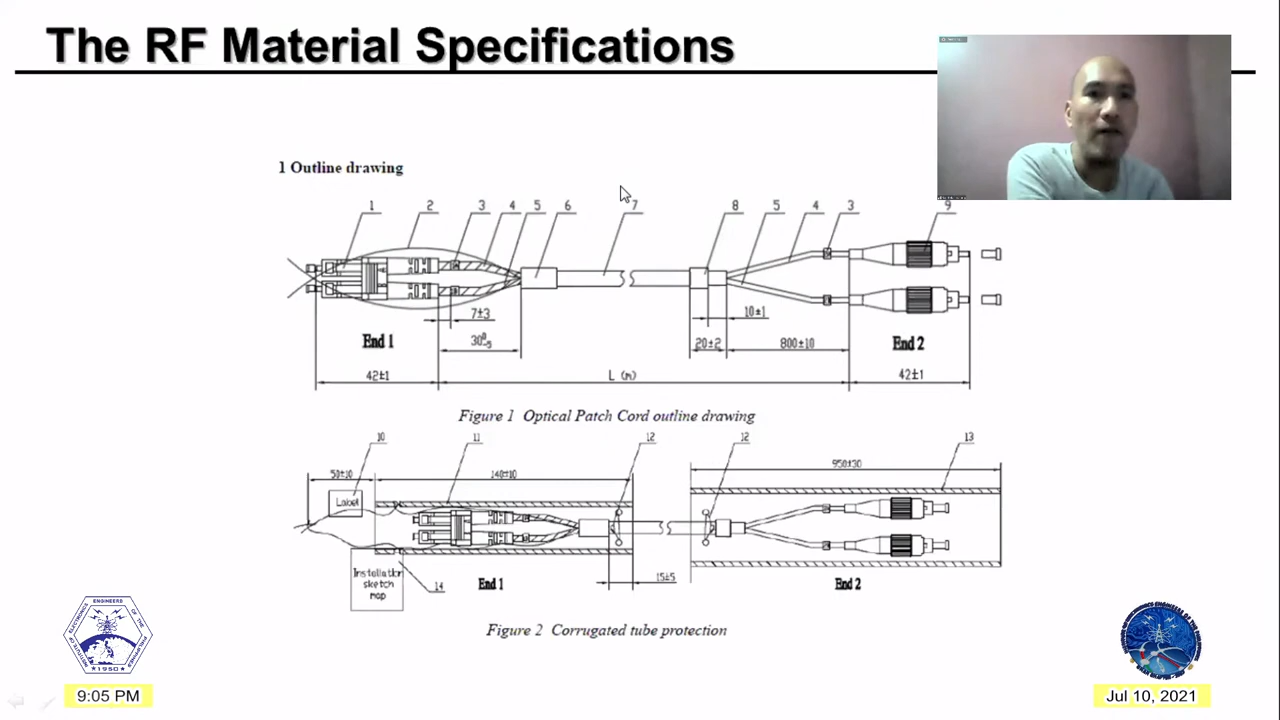 The RF Material Specifications
1 Outline drawing
1 2 3 4 5 6 7 8 5 4 3 9
7±3
10±1
End 1
30 0 -5
20±2
800±10
End 2
42±1
L (m)
42±1
Figure 1 Optical Patch Cord outline drawing
10 11 12 12 13
50±10
140±10
950±30
Label
Installation
sketch
map
14
End 1
15±5
End 2
Figure 2 Corrugated tube protection
1950
9:05 PM
Jul 10, 2021